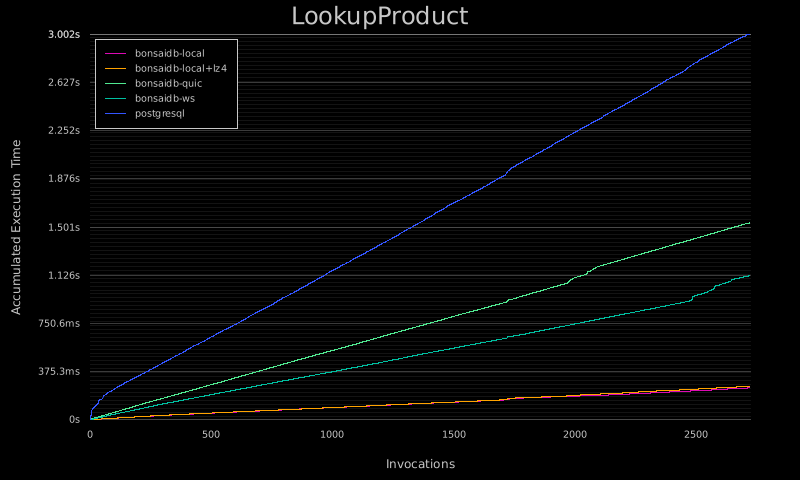 LookupProduct
3.002s
2.627s
2.252s
1.876s
1.501s
1.126s
750.6ms
375.3ms
0s
bonsaidb-local
bonsaidb-local+lz4
bonsaidb-quic
bonsaidb-ws
postgresql
Accumulated Execution Time
0 500 1000 1500 2000 2500
Invocations